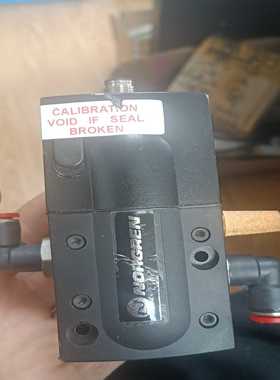 CALIBRATION
VOID IF SEAL
BROKEN
NORGREN